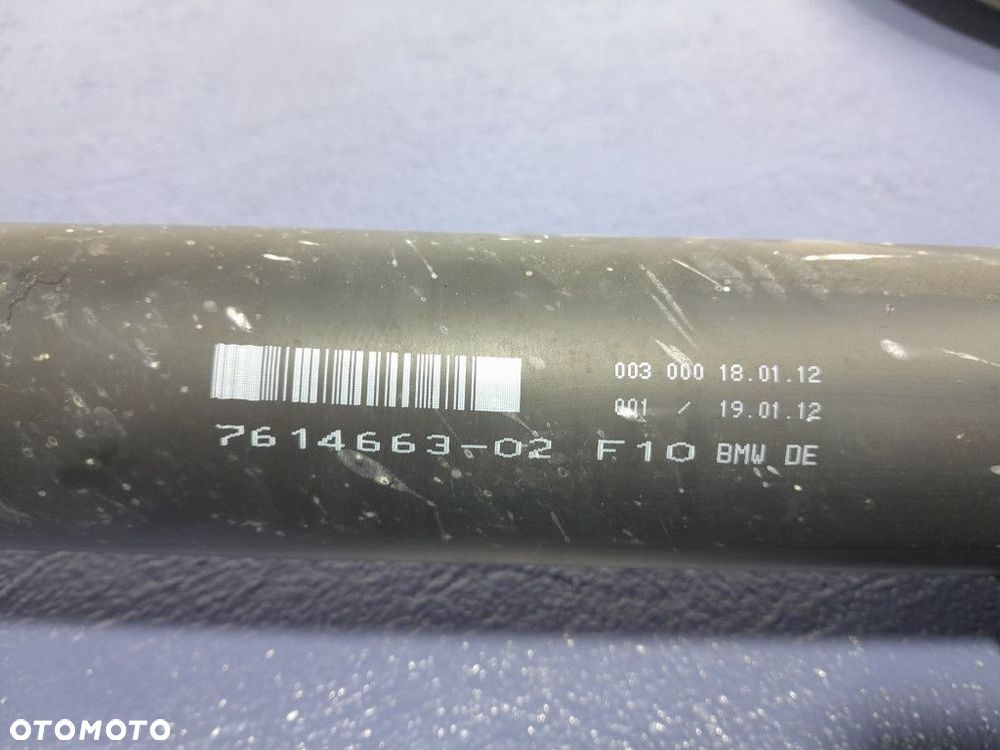 003 000 18.01.12
001 / 19.01.12
7614663-02 F10 BMW DE
OTOMOTO